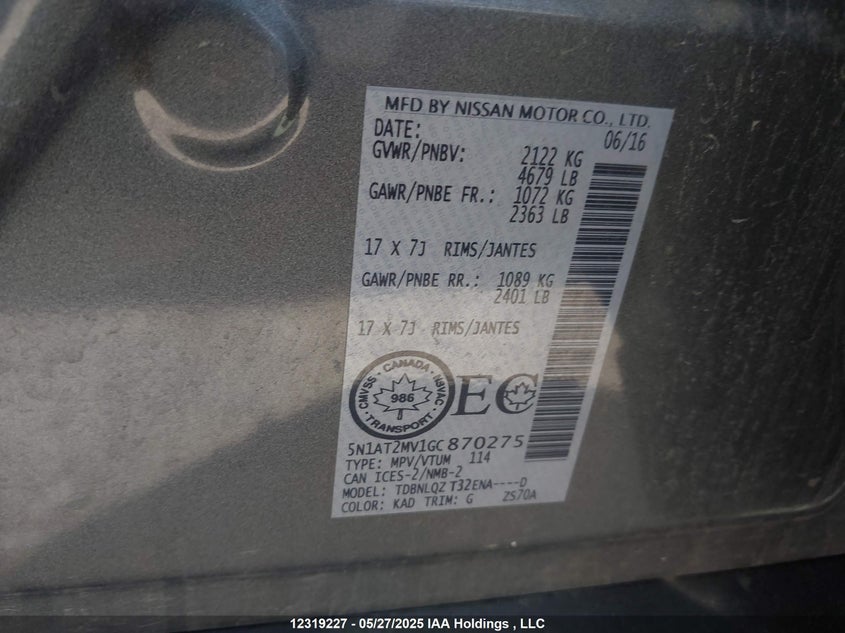 MFD BY NISSAN MOTOR CO., LTD.
DATE: 06/16
GVWR/PNBV: 2122 KG
4679 LB
GAWR/PNBE FR.: 1072 KG
2363 LB
17 X 7J RIMS/JANTES
GAWR/PNBE RR.: 1089 KG
2401 LB
17 X 7J RIMS/JANTES
CMVSS - CANADA - NSVAC
986
TRANSPORT
EC
5N1AT2MV1GC870275
TYPE: MPV/VTUM 114
CAN ICES-2/NMB-2
MODEL: TDBNLQZ T32ENA----D
COLOR: KAD TRIM: G ZS70A
12319227 - 05/27/2025 IAA Holdings , LLC